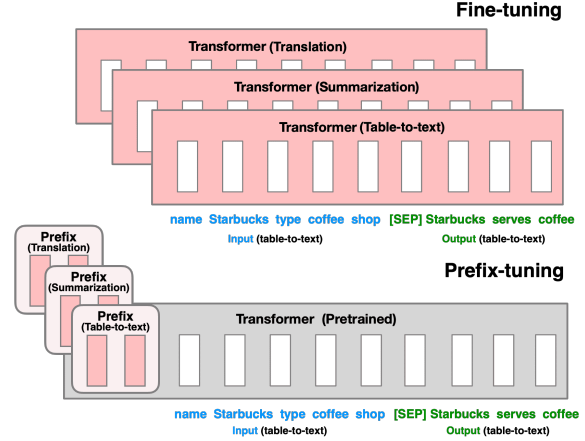 Fine-tuning
Transformer (Translation)
Transformer (Summarization)
Transformer (Table-to-text)
name Starbucks type coffee shop [SEP] Starbucks serves coffee
Input (table-to-text) Output (table-to-text)
Prefix-tuning
Prefix
(Translation)
Prefix
(Summarization)
Prefix
(Table-to-text)
Transformer (Pretrained)
name Starbucks type coffee shop [SEP] Starbucks serves coffee
Input (table-to-text) Output (table-to-text)